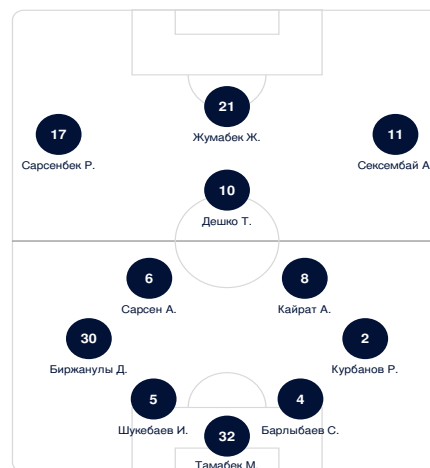 21
Жумабек Ж.
17
Сарсенбек Р.
11
Сексембай А
10
Дешко Т.
6
Сарсен А.
8
Кайрат А.
30
Биржанулы Д.
2
Курбанов Р.
5
Шукебаев И.
4
Барлыбаев С.
32
Тамабек М.